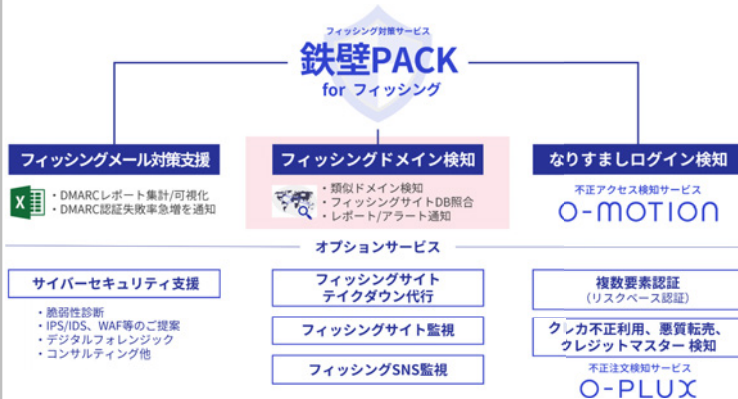 フィッシング対策サービス
鉄壁PACK
for フィッシング
フィッシングメール対策支援
・DMARCレポート集計/可視化
・DMARC認証失敗率急増を通知
フィッシングドメイン検知
・類似ドメイン検知
・フィッシングサイトDB照合
・レポート/アラート通知
なりすましログイン検知
不正アクセス検知サービス
O-MOTION
オプションサービス
サイバーセキュリティ支援
・脆弱性診断
・IPS/IDS、WAF等のご提案
・デジタルフォレンジック
・コンサルティング他
フィッシングサイト
テイクダウン代行
フィッシングサイト監視
フィッシングSNS監視
複数要素認証
（リスクベース認証）
クレカ不正利用、悪質転売、
クレジットマスター 検知
不正注文検知サービス
O-PLUX